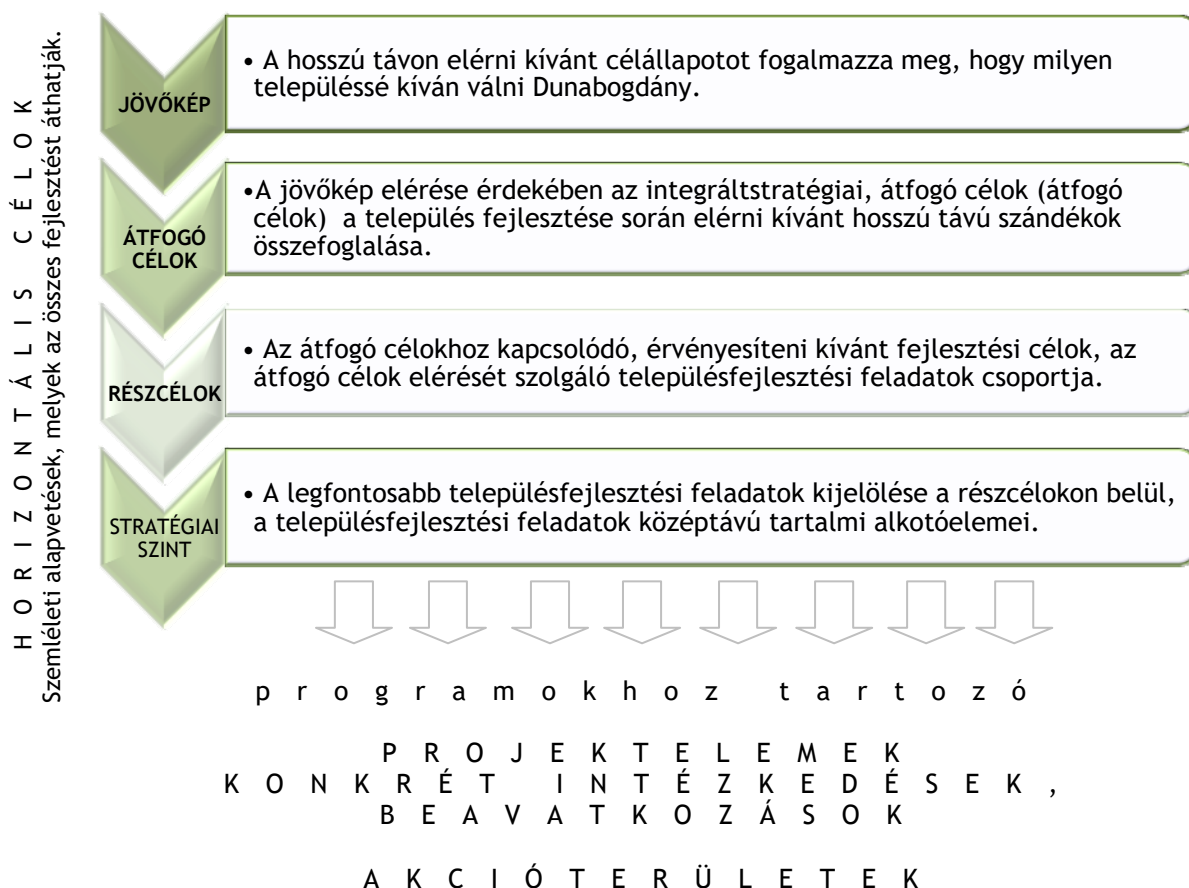 HORIZONTÁLIS CÉLOK
Szemléleti alapvetések, melyek az összes fejlesztést áthatják.
JÖVŐKÉP
• A hosszú távon elérni kívánt célállapotot fogalmazza meg, hogy milyen
településsé kíván válni Dunabogdány.
ÁTFOGÓ
CÉLOK
•A jövőkép elérése érdekében az integráltstratégiai, átfogó célok (átfogó
célok) a település fejlesztése során elérni kívánt hosszú távú szándékok
összefoglalása.
RÉSZCÉLOK
• Az átfogó célokhoz kapcsolódó, érvényesíteni kívánt fejlesztési célok, az
átfogó célok elérését szolgáló településfejlesztési feladatok csoportja.
STRATÉGIAI
SZINT
• A legfontosabb településfejlesztési feladatok kijelölése a részcélokon belül,
a településfejlesztési feladatok középtávú tartalmi alkotóelemei.
programokhoz tartozó
PROJEKTELEMEK
KONKRÉT INTÉZKEDÉSEK,
BEAVATKOZÁSOK
AKCIÓTERÜLETEK